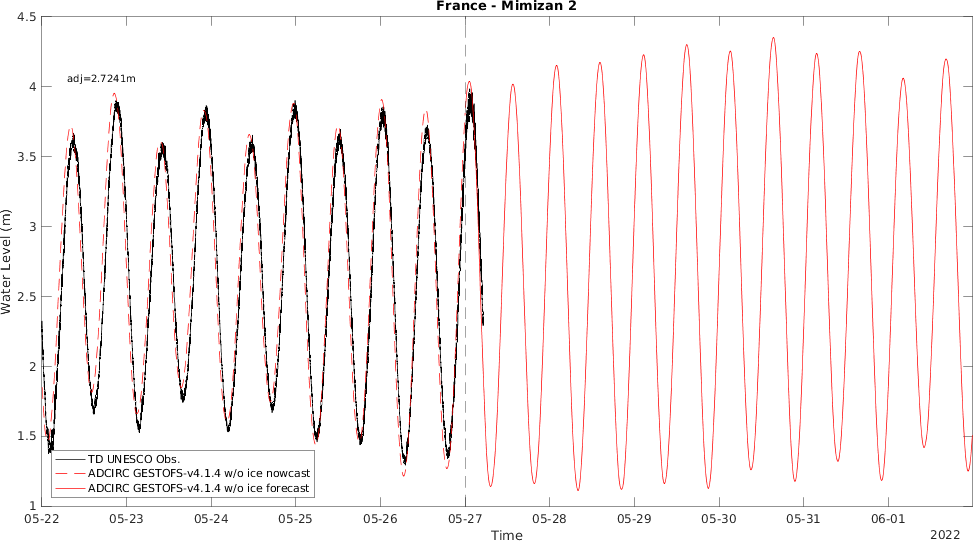 France - Mimizan 2
4.5
4
3.5
3
2.5
2
1.5
1
Water Level (m)
adj=2.7241m
TD UNESCO Obs.
ADCIRC GESTOFS-v4.1.4 w/o ice nowcast
ADCIRC GESTOFS-v4.1.4 w/o ice forecast
05-22 05-23 05-24 05-25 05-26 05-27 05-28 05-29 05-30 05-31 06-01
Time
2022